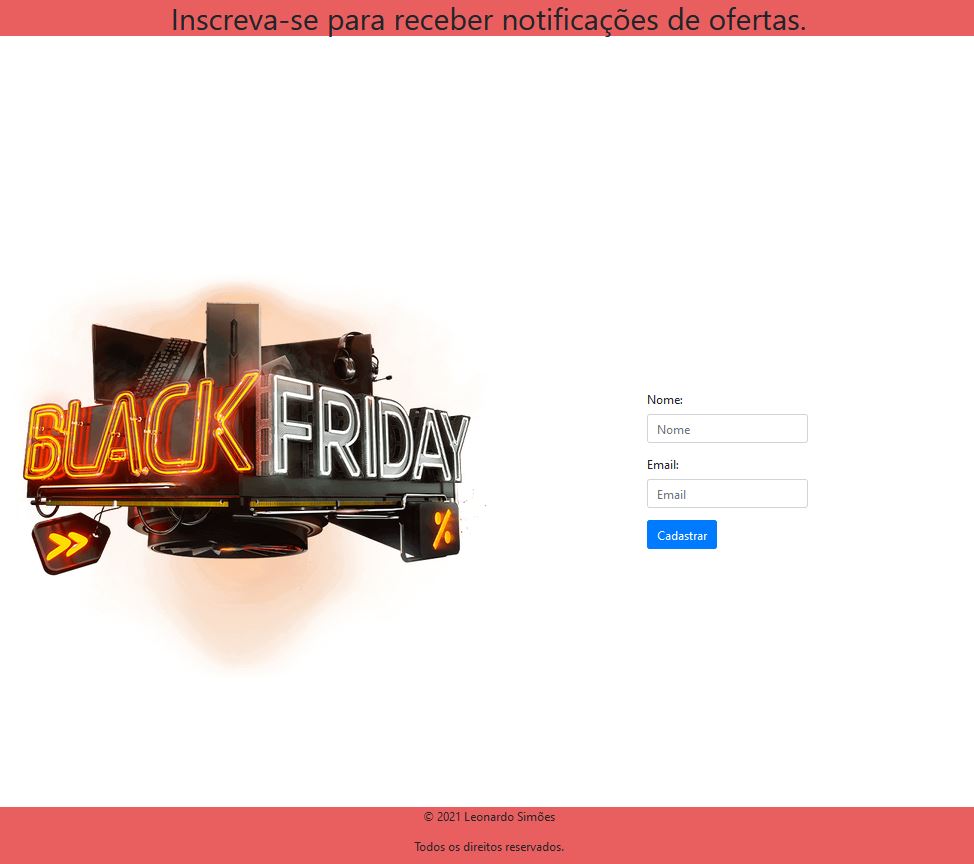 Inscreva-se para receber notificações de ofertas.
BLACK FRIDAY
%
Nome:
Nome
Email:
Email
Cadastrar
© 2021 Leonardo Simões
Todos os direitos reservados.